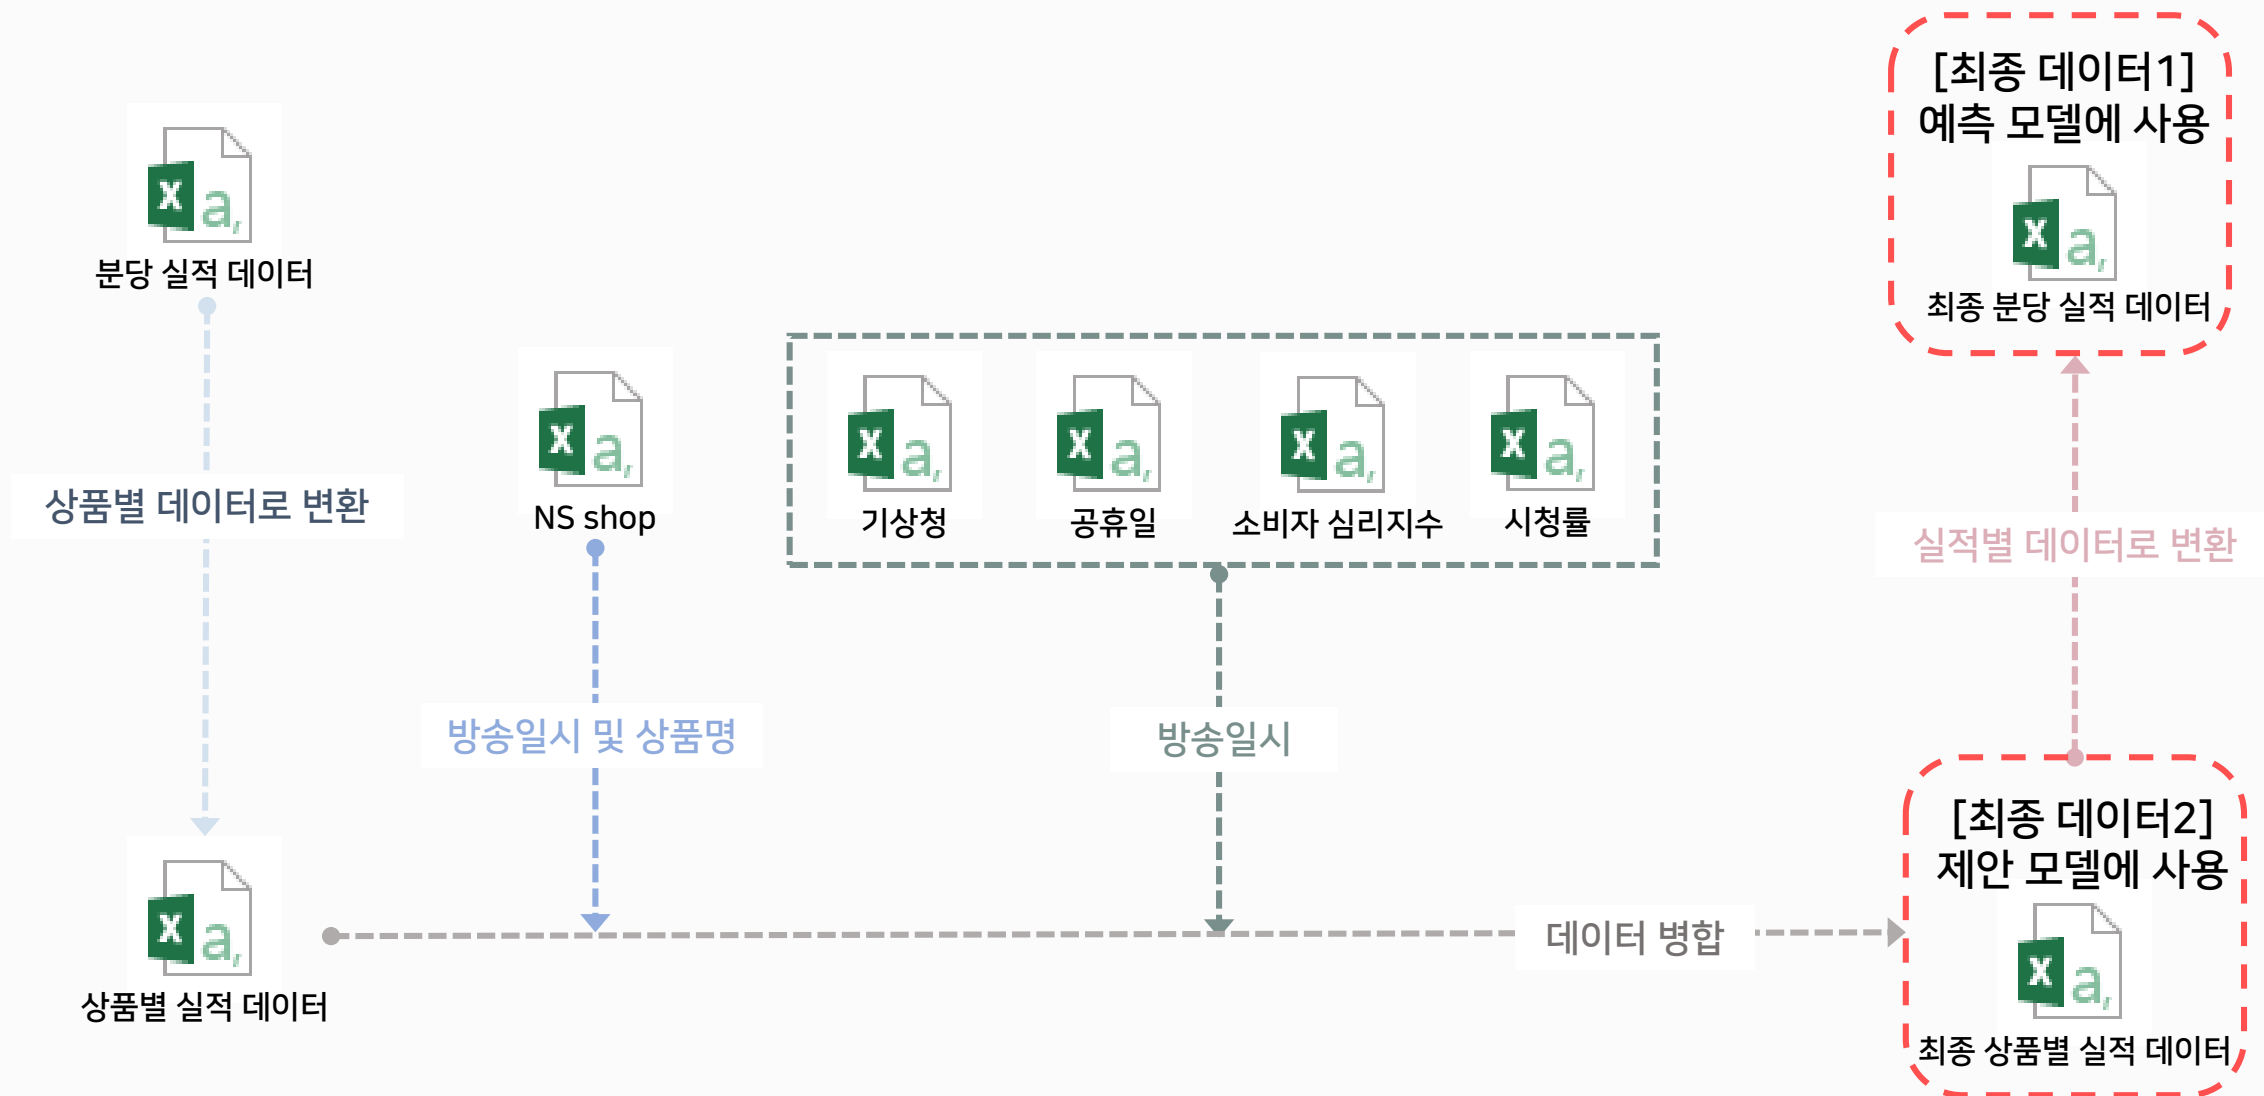 [최종 데이터1]
예측 모델에 사용
X a,
최종 분당 실적 데이터
X a,
분당 실적 데이터
상품별 데이터로 변환
X a,
NS shop
X a,
기상청
X a,
공휴일
X a,
소비자 심리지수
X a,
시청률
실적별 데이터로 변환
방송일시 및 상품명
방송일시
[최종 데이터2]
제안 모델에 사용
X a,
최종 상품별 실적 데이터
데이터 병합
X a,
상품별 실적 데이터